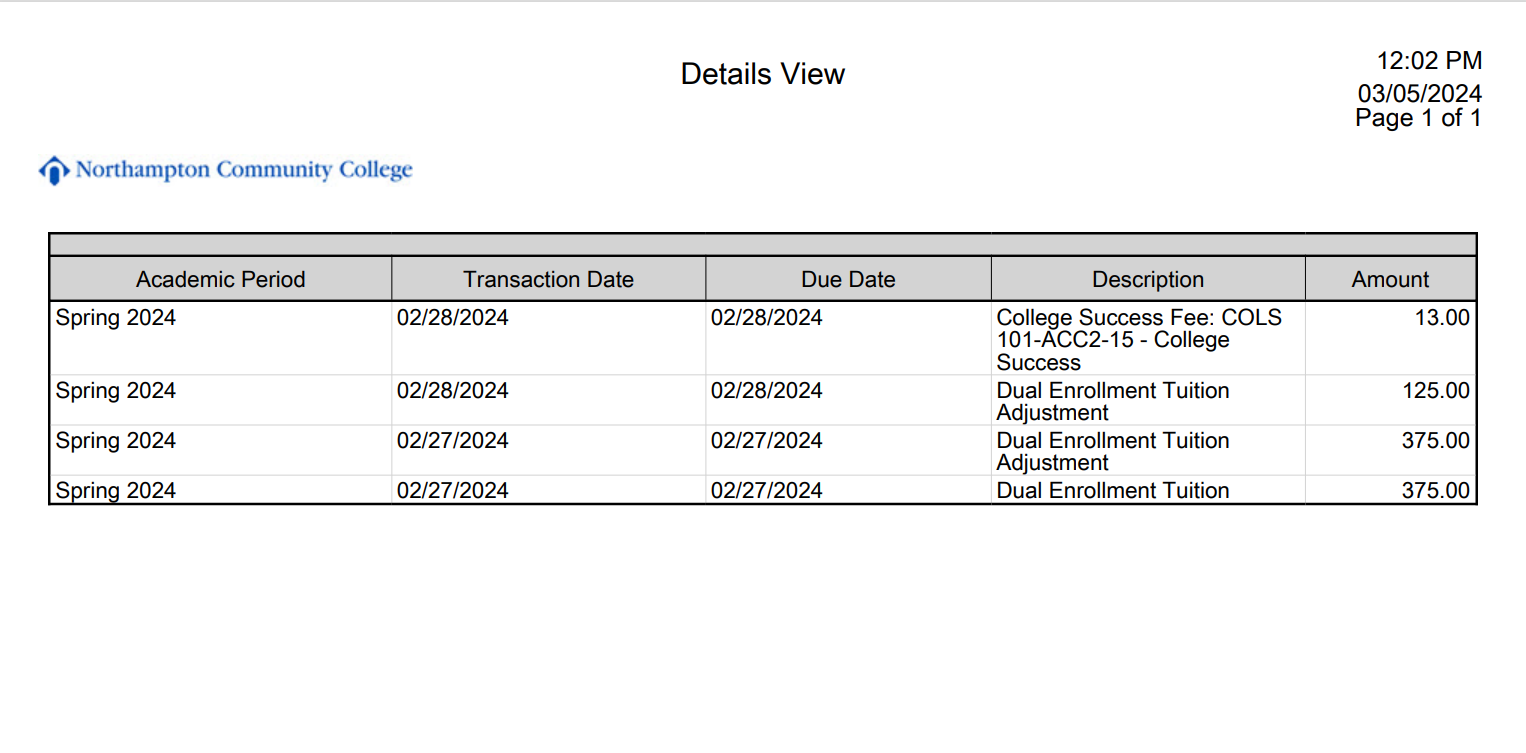 Details View
12:02 PM
03/05/2024
Page 1 of 1
Northampton Community College
Academic Period Transaction Date Due Date Description Amount
Spring 2024 02/28/2024 02/28/2024 College Success Fee: COLS 13.00
101-ACC2-15 - College
Success
Spring 2024 02/28/2024 02/28/2024 Dual Enrollment Tuition 125.00
Adjustment
Spring 2024 02/27/2024 02/27/2024 Dual Enrollment Tuition 375.00
Adjustment
Spring 2024 02/27/2024 02/27/2024 Dual Enrollment Tuition 375.00